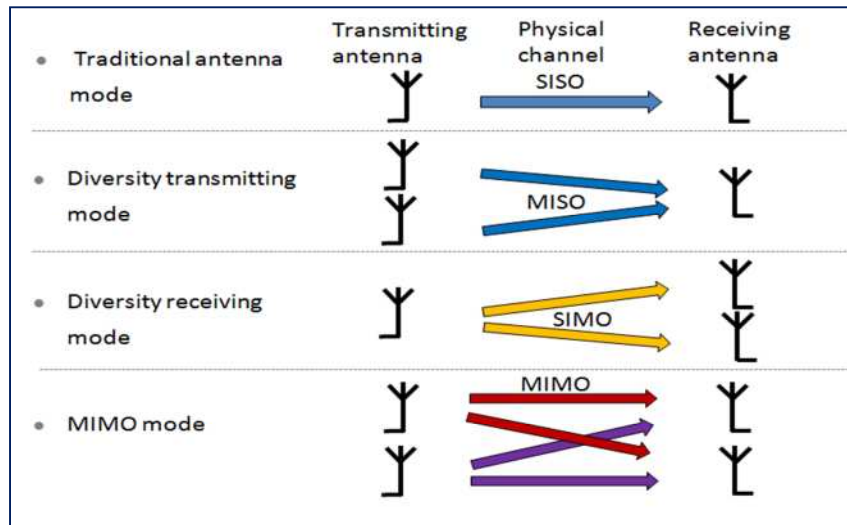 Transmitting antenna
Physical channel
Receiving antenna
• Traditional antenna
mode
SISO
• Diversity transmitting
mode
MISO
• Diversity receiving
mode
SIMO
• MIMO mode
MIMO